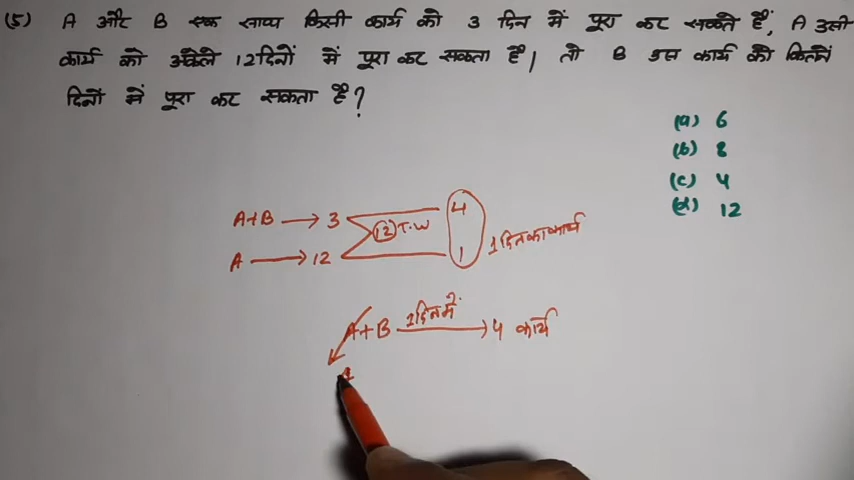 (5) A और B एक साथ किसी कार्य को 3 दिन में पूरा कर सकते हैं, A उसी
कार्य को अकेले 12 दिनों में पूरा कर सकता है। तो B उस कार्य को कितने
दिनों में पूरा कर सकता है?
(a) 6
(b) 8
(c) 4
(d) 12
A+B → 3 4
12 T.W
A → 12 1
1 दिन का कार्य
A+B 1 दिन में → 4 कार्य
1